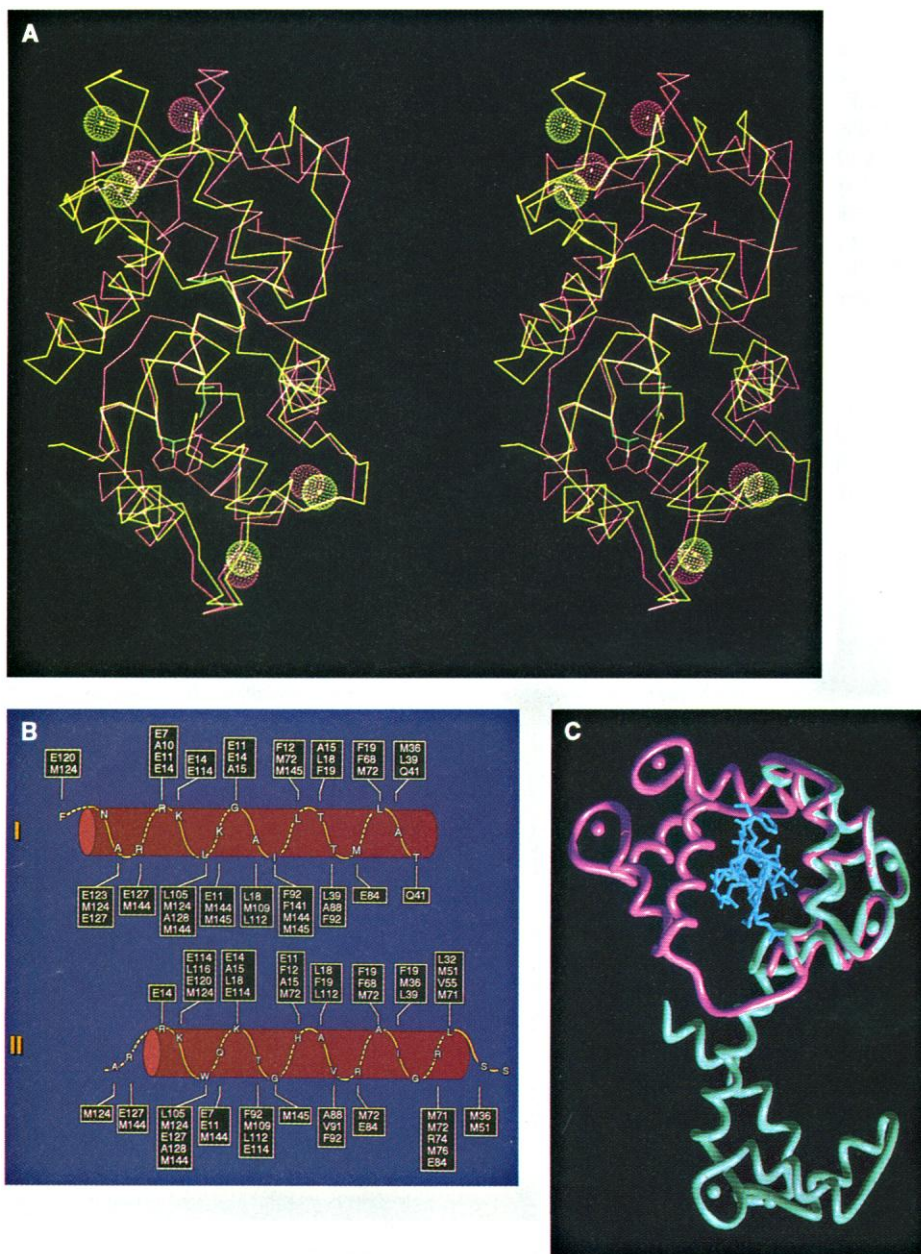 A
B
I
E120
M124
E7
A10
E11
E14
E14
E114
E11
E14
A15
F12
M72
M145
A15
L18
F19
F19
F68
M72
M36
L39
Q41
F N A R R K L K G A I L T T M L A T
E123
M124
E127
E127
M144
L105
M124
A128
M144
E11
M144
M145
L18
M109
L112
F92
F141
M144
M145
L39
A88
F92
E84
Q41
II
E14
E114
L116
E120
M124
E14
A15
L18
E114
E11
F12
A15
M72
L18
F19
L112
F19
F68
M72
F19
M36
L39
L32
M51
V55
M71
A R R K W Q K T G H A V R A I G R L S S
M124
E127
M144
L105
M124
E127
A128
M144
E7
E11
M144
F92
M109
L112
E114
M145
A88
V91
F92
M72
E84
M71
M72
R74
M76
E84
M36
M51
C